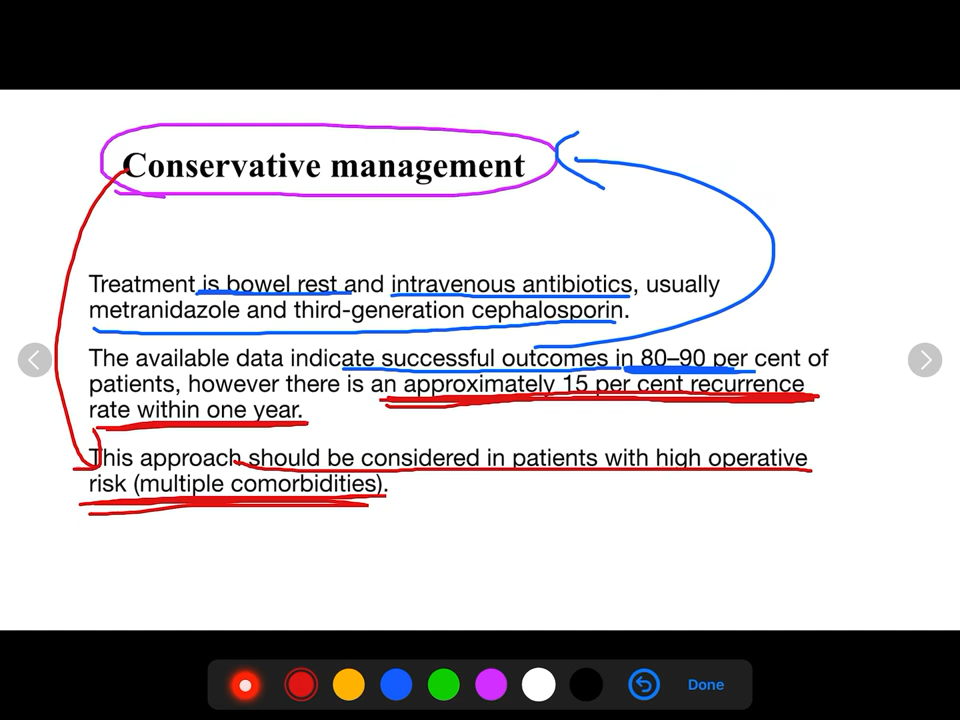 Conservative management
Treatment is bowel rest and intravenous antibiotics, usually
metranidazole and third-generation cephalosporin.
The available data indicate successful outcomes in 80–90 per cent of
patients, however there is an approximately 15 per cent recurrence
rate within one year.
This approach should be considered in patients with high operative
risk (multiple comorbidities).
Done